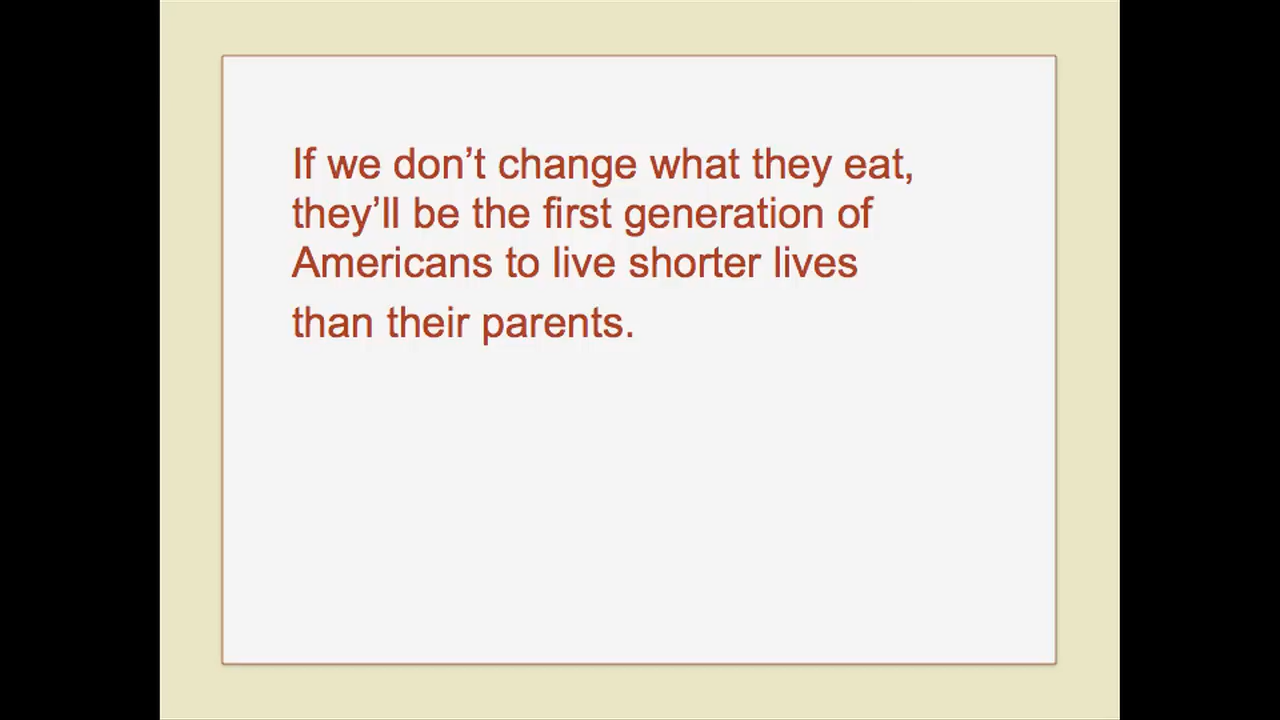 If we don’t change what they eat,
they’ll be the first generation of
Americans to live shorter lives
than their parents.